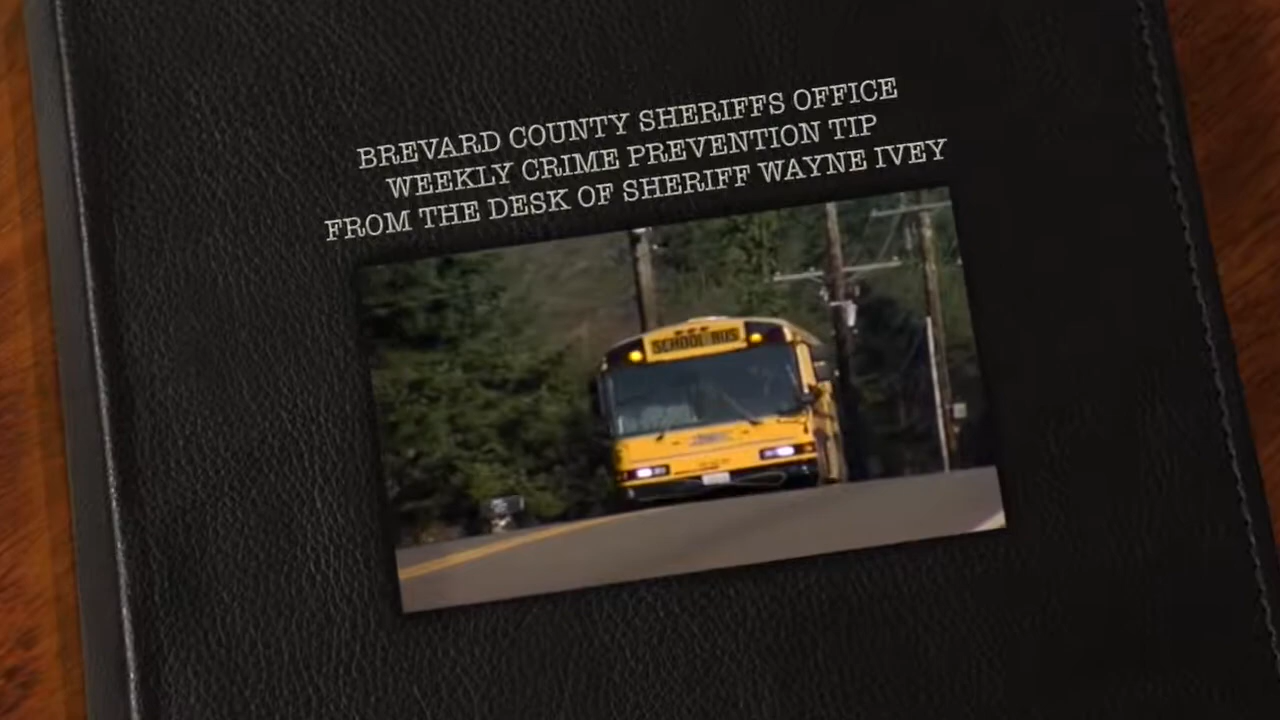 BREVARD COUNTY SHERIFFS OFFICE
WEEKLY CRIME PREVENTION TIP
FROM THE DESK OF SHERIFF WAYNE IVEY
SCHOOL BUS